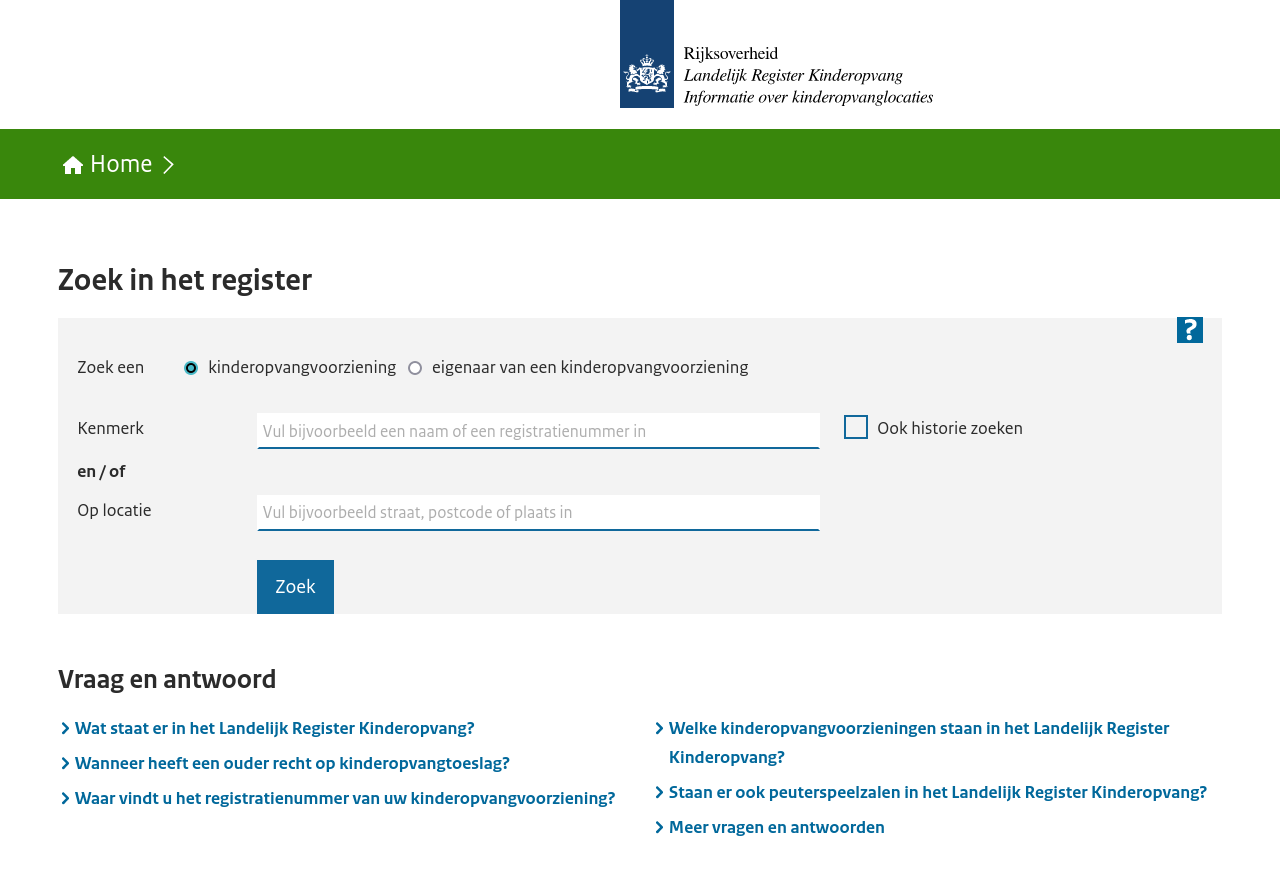 Rijksoverheid
Landelijk Register Kinderopvang
Informatie over kinderopvanglocaties
Home
Zoek in het register
?
Zoek een kinderopvangvoorziening eigenaar van een kinderopvangvoorziening
Kenmerk Vul bijvoorbeeld een naam of een registratienummer in Ook historie zoeken
en / of
Op locatie Vul bijvoorbeeld straat, postcode of plaats in
Zoek
Vraag en antwoord
Wat staat er in het Landelijk Register Kinderopvang?
Wanneer heeft een ouder recht op kinderopvangtoeslag?
Waar vindt u het registratienummer van uw kinderopvangvoorziening?
Welke kinderopvangvoorzieningen staan in het Landelijk Register
Kinderopvang?
Staan er ook peuterspeelzalen in het Landelijk Register Kinderopvang?
Meer vragen en antwoorden